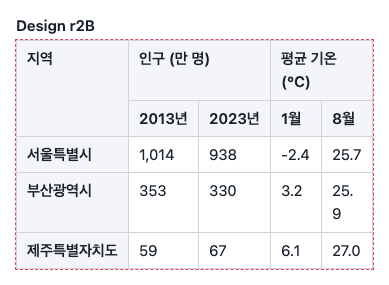 Design r2B
지역 인구 (만 명) 평균 기온
(℃)
2013년 2023년 1월 8월
서울특별시 1,014 938 -2.4 25.7
부산광역시 353 330 3.2 25.
9
제주특별자치도 59 67 6.1 27.0